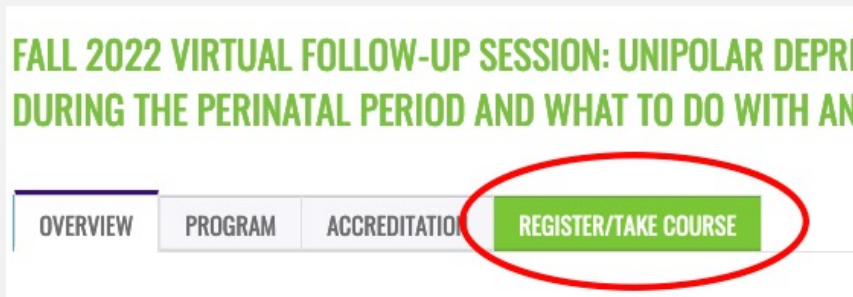 FALL 2022 VIRTUAL FOLLOW-UP SESSION: UNIPOLAR
DURING THE PERINATAL PERIOD AND WHAT TO DO WITH
OVERVIEW PROGRAM ACCREDITATION REGISTER/TAKE COURSE